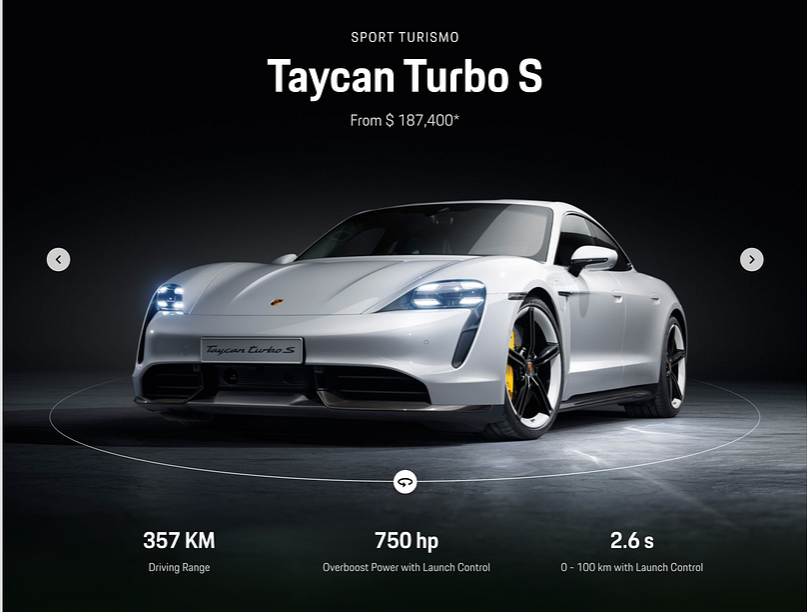 SPORT TURISMO
Taycan Turbo S
From $ 187,400*
Taycan turbo S
357 KM
750 hp
2.6 s
Driving Range
Overboost Power with Launch Control
0 - 100 km with Launch Control